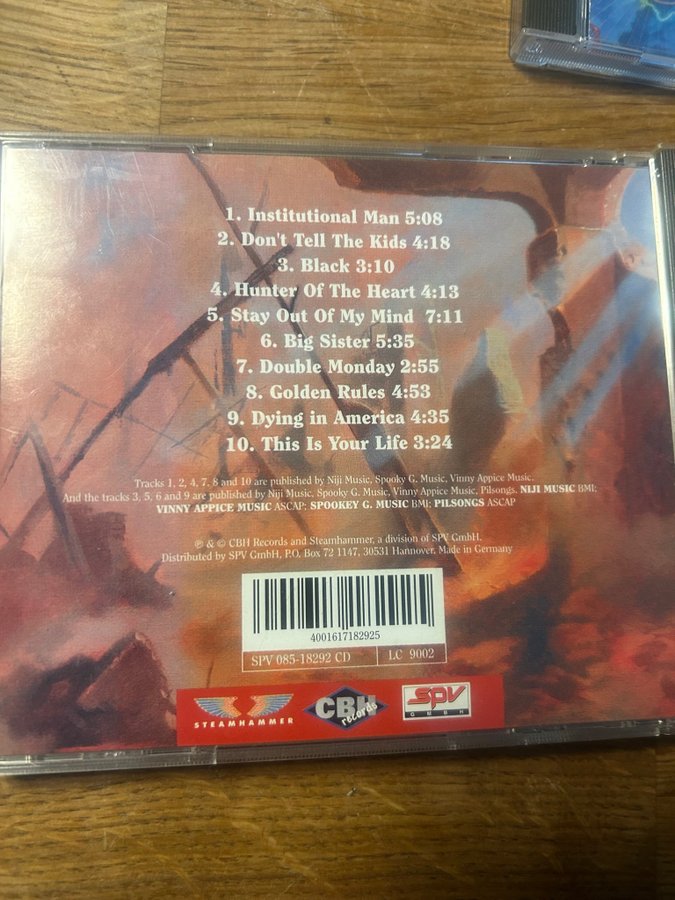 1. Institutional Man 5:08
2. Don't Tell The Kids 4:18
3. Black 3:10
4. Hunter Of The Heart 4:13
5. Stay Out Of My Mind 7:11
6. Big Sister 5:35
7. Double Monday 2:55
8. Golden Rules 4:53
9. Dying in America 4:35
10. This Is Your Life 3:24
Tracks 1, 2, 4, 7, 8 and 10 are published by Niji Music, Spooky G. Music, Vinny Appice Music.
And the tracks 3, 5, 6 and 9 are published by Niji Music, Spooky G. Music, Vinny Appice Music, Pilsongs. NIJI MUSIC BMI;
VINNY APPICE MUSIC ASCAP; SPOOKEY G. MUSIC BMI; PILSONGS ASCAP
℗ & © CBH Records and Steamhammer, a division of SPV GmbH.
Distributed by SPV GmbH, P.O. Box 72 1147, 30531 Hannover, Made in Germany
4001617182925
SPV 085-18292 CD LC 9002
STEAMHAMMER
CBH
records
SPV
GMBH